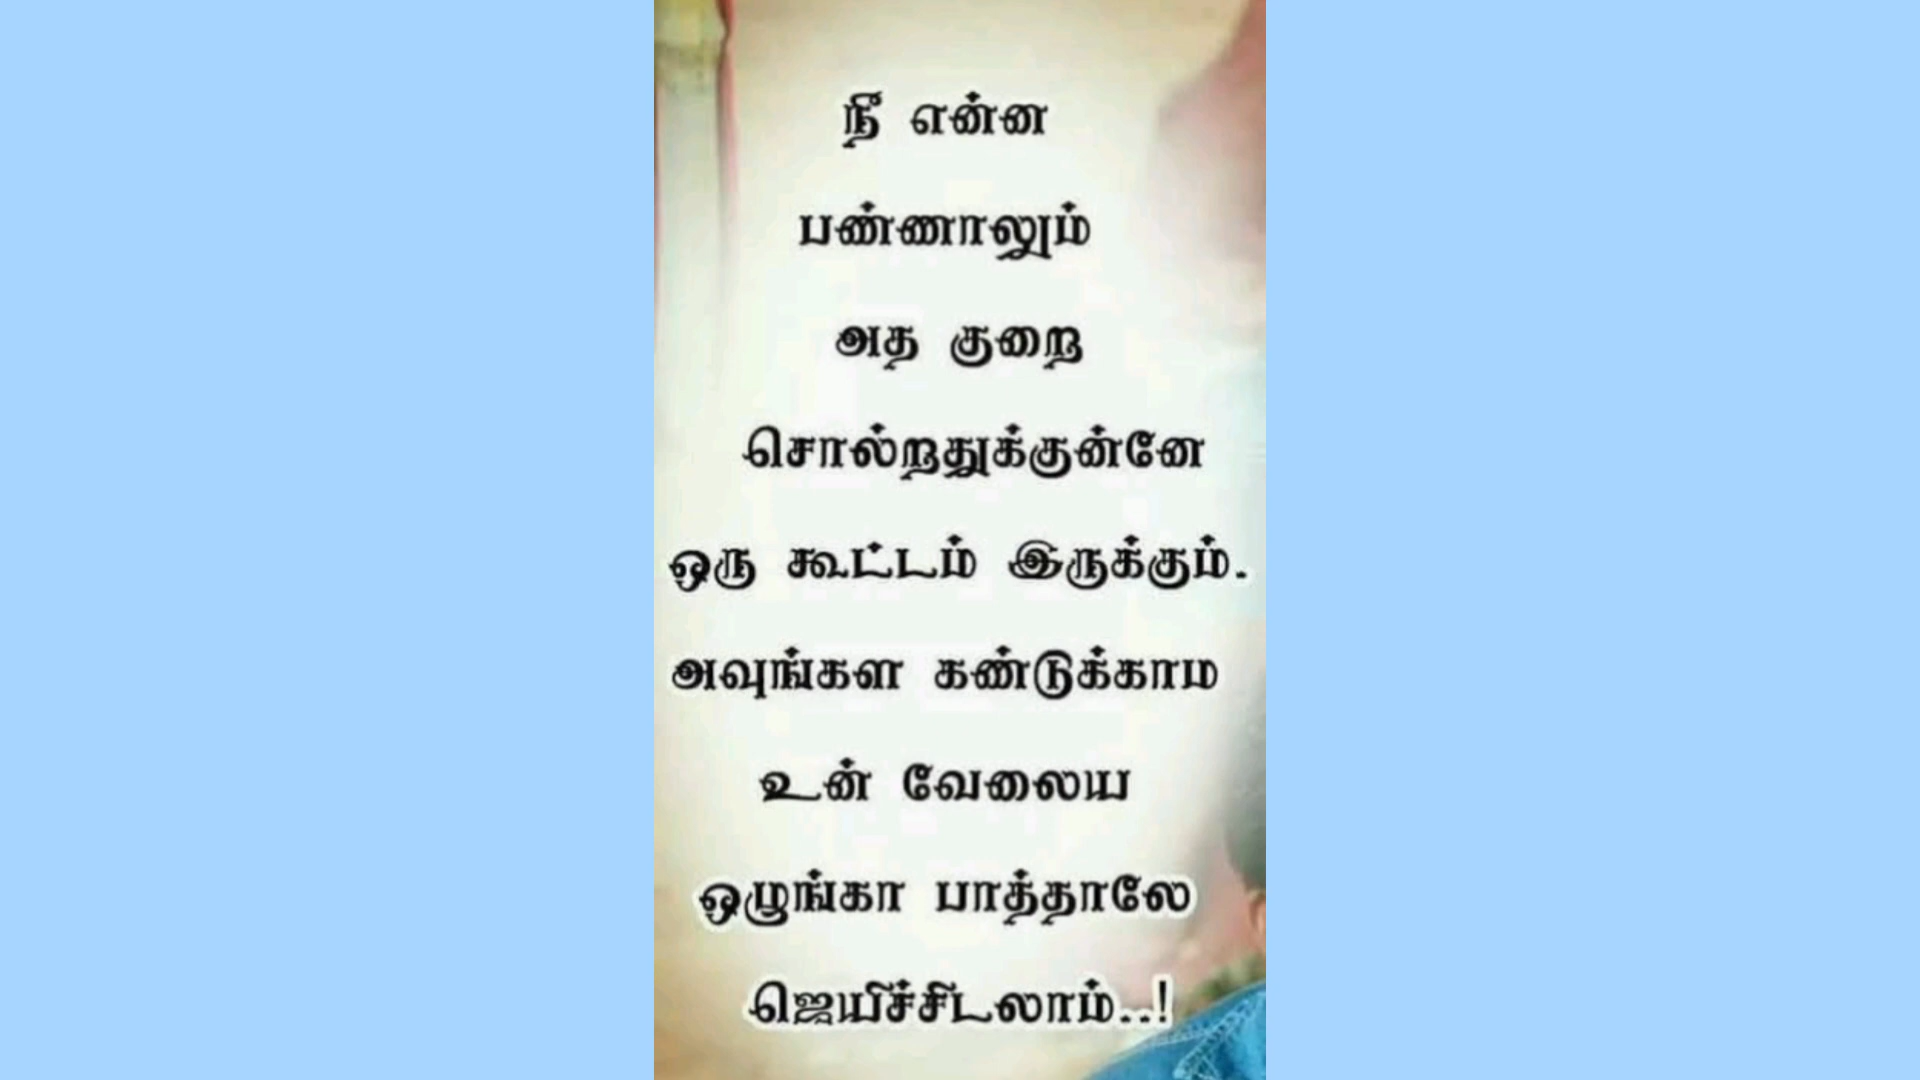 நீ என்ன
பண்ணாலும்
அத குறை
சொல்றதுக்குன்னே
ஒரு கூட்டம் இருக்கும்.
அவுங்கள கண்டுக்காம
உன் வேலைய
ஒழுங்கா பாத்தாலே
ஜெயிச்சிடலாம்..!